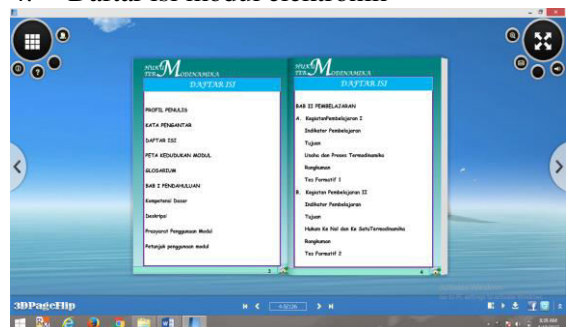 4. Daftar isi modul elektronik
HUKUM
TERMODINAMIKA
DAFTAR ISI
PROFIL PENULIS
KATA PENGANTAR
DAFTAR ISI
PETA KEDUDUKAN MODUL
GLOSARIUM
BAB I PENDAHULUAN
Kompetensi Dasar
Deskripsi
Prasyarat Penggunaan Modul
Petunjuk penggunaan modul
3
HUKUM
TERMODINAMIKA
DAFTAR ISI
BAB II PEMBELAJARAN
A. KegiatanPembelajaran I
Indikator Pembelajaran
Tujuan
Usaha dan Proses Termodinamika
Rangkuman
Tes Formatif 1
B. Kegiatan Pembelajaran II
Indikator Pembelajaran
Tujuan
Hukum Ke Nol dan Ke SatuTermodinamika
Rangkuman
Tes Formatif 2
4
3DPageFlip